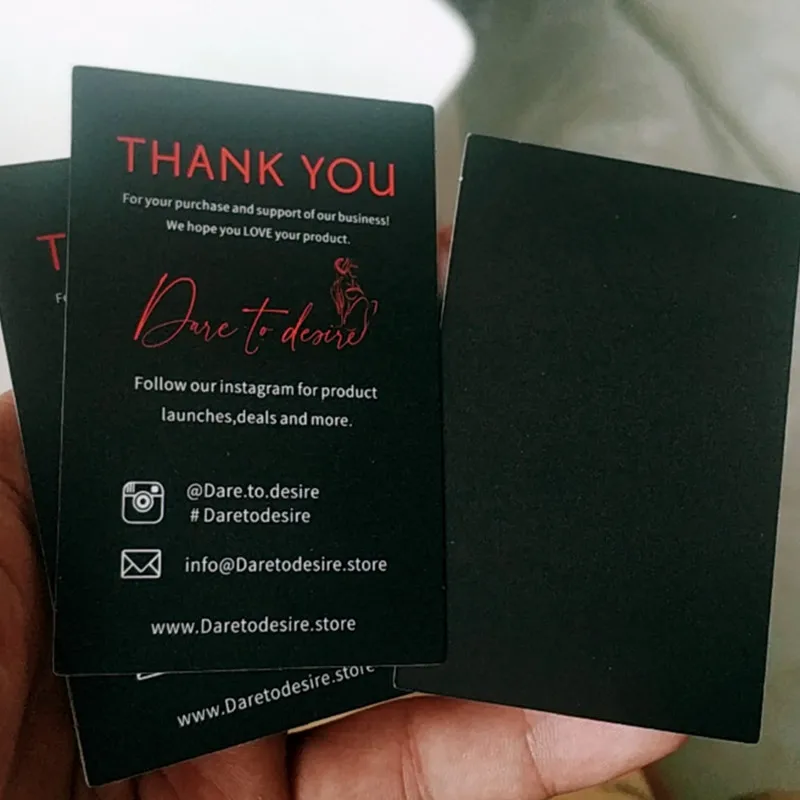 THANK YOU
For your purchase and support of our business!
We hope you LOVE your product.
Dare to desire
Follow our instagram for product
launches,deals and more.
@Dare.to.desire
# Daretodesire
info@Daretodesire.store
www.Daretodesire.store
T
Fo
www.Daretodesire.store